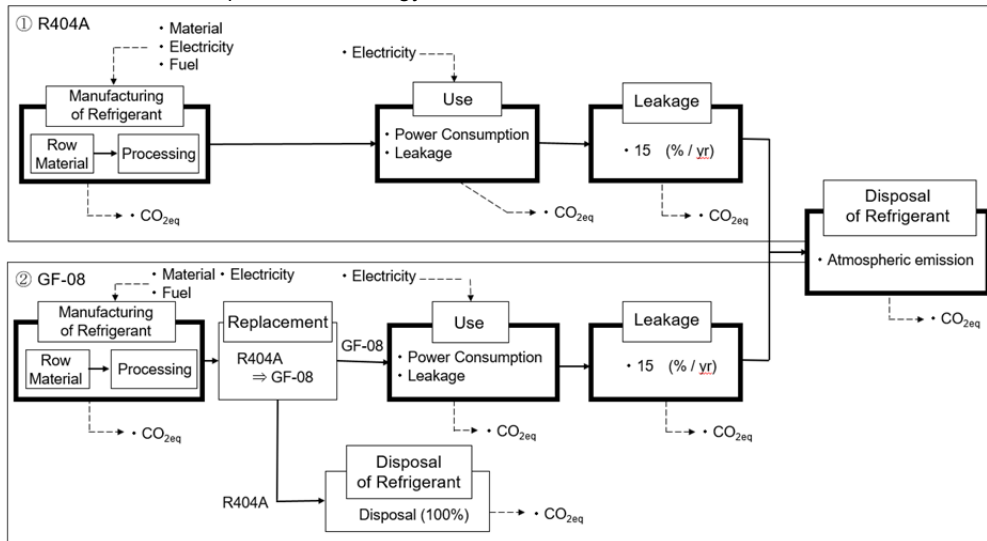 ① R404A
・Material
・Electricity
・Fuel
Manufacturing
of Refrigerant
Row
Material
Processing
・CO2eq
・Electricity
Use
・Power Consumption
・Leakage
・CO2eq
Leakage
・15 (% / yr)
・CO2eq
Disposal
of Refrigerant
・Atmospheric emission
・CO2eq
② GF-08
・Material・Electricity
・Fuel
Manufacturing
of Refrigerant
Row
Material
Processing
・CO2eq
Replacement
R404A
⇒ GF-08
GF-08
R404A
・Electricity
Use
・Power Consumption
・Leakage
・CO2eq
Leakage
・15 (% / yr)
・CO2eq
Disposal
of Refrigerant
Disposal (100%)
・CO2eq